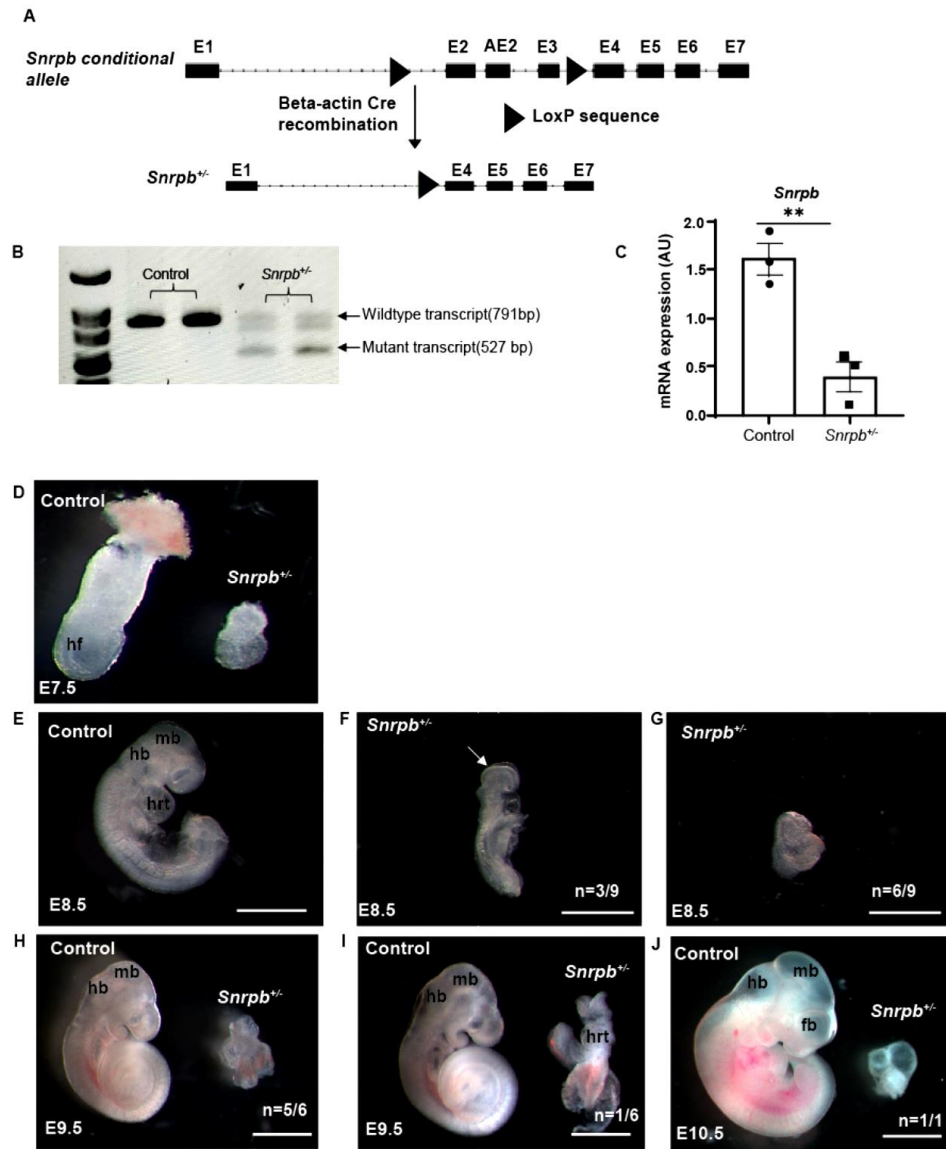 A
Snrpb conditional
allele
E1 E2 AE2 E3 E4 E5 E6 E7
Beta-actin Cre
recombination
LoxP sequence
Snrpb+/-
E1 E4 E5 E6 E7
B
Control Snrpb+/-
Wildtype transcript(791bp)
Mutant transcript(527 bp)
C
Snrpb
**
mRNA expression (AU)
2.0
1.5
1.0
0.5
0.0
Control Snrpb+/-
D
Control
Snrpb+/-
hf
E7.5
E
Control
mb
hb
hrt
E8.5
F
Snrpb+/-
n=3/9
E8.5
G
Snrpb+/-
n=6/9
E8.5
H
Control
mb
hb
Snrpb+/-
n=5/6
E9.5
I
Control
mb
hb
Snrpb+/-
hrt
n=1/6
E9.5
J
Control
hb mb
fb
Snrpb+/-
n=1/1
E10.5